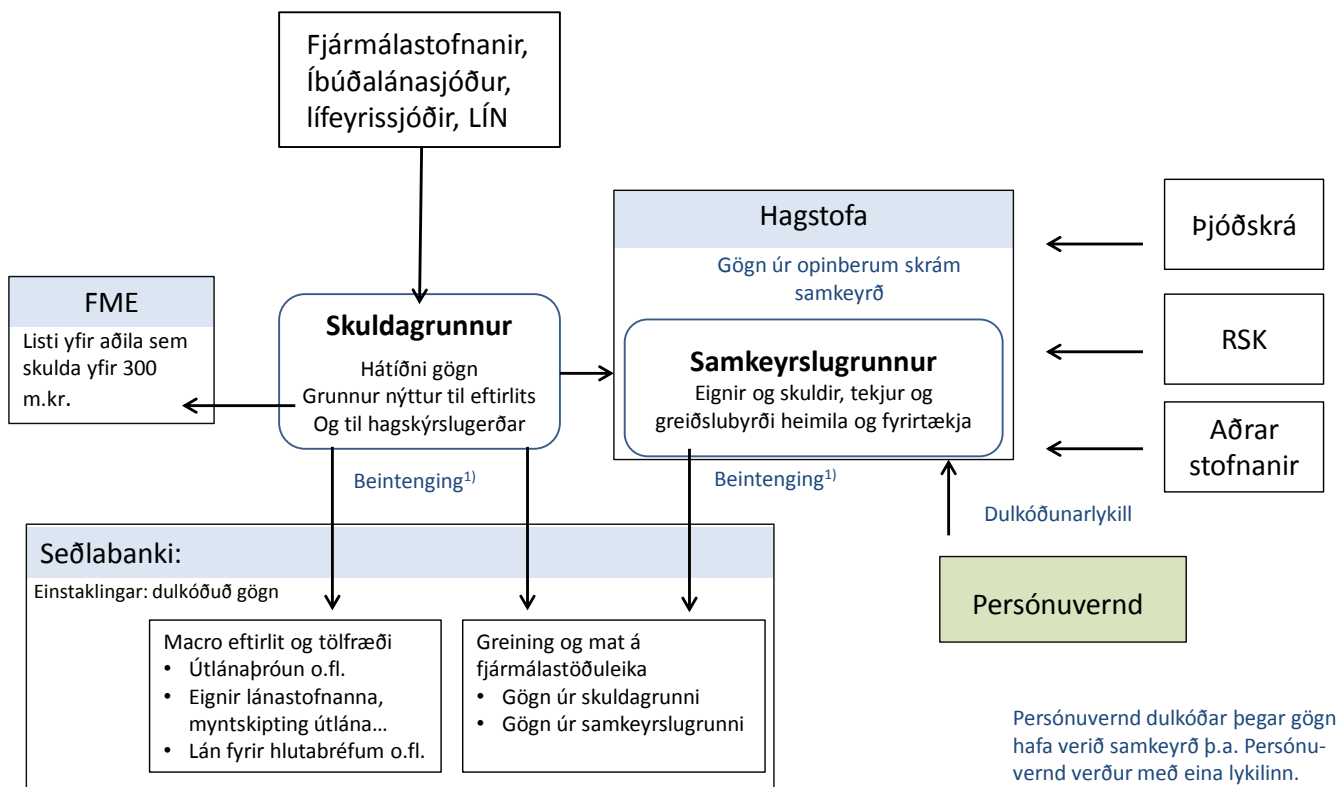 Fjármálastofnanir,
Íbúðalánasjóður,
lífeyrissjóðir, LÍN
Hagstofa
Gögn úr opinberum skrám
samkeyrð
Þjóðskrá
RSK
Aðrar
stofnanir
FME
Listi yfir aðila sem
skulda yfir 300
m.kr.
Skuldagrunnur
Hátíðni gögn
Grunnur nýttur til eftirlits
Og til hagskýrslugerðar
Samkeyrslugrunnur
Eignir og skuldir, tekjur og
greiðslubyrði heimila og fyrirtækja
Beintenging1)
Beintenging1)
Dulkóðunarlykill
Persónuvernd
Seðlabanki:
Einstaklingar: dulkóðuð gögn
Macro eftirlit og tölfræði
• Útlánaþróun o.fl.
• Eignir lánastofnanna,
myntskipting útlána…
• Lán fyrir hlutabréfum o.fl.
Greining og mat á
fjármálastöðuleika
• Gögn úr skuldagrunni
• Gögn úr samkeyrslugrunni
Persónuvernd dulkóðar þegar gögn
hafa verið samkeyrð þ.a. Persónu-
vernd verður með eina lykilinn.